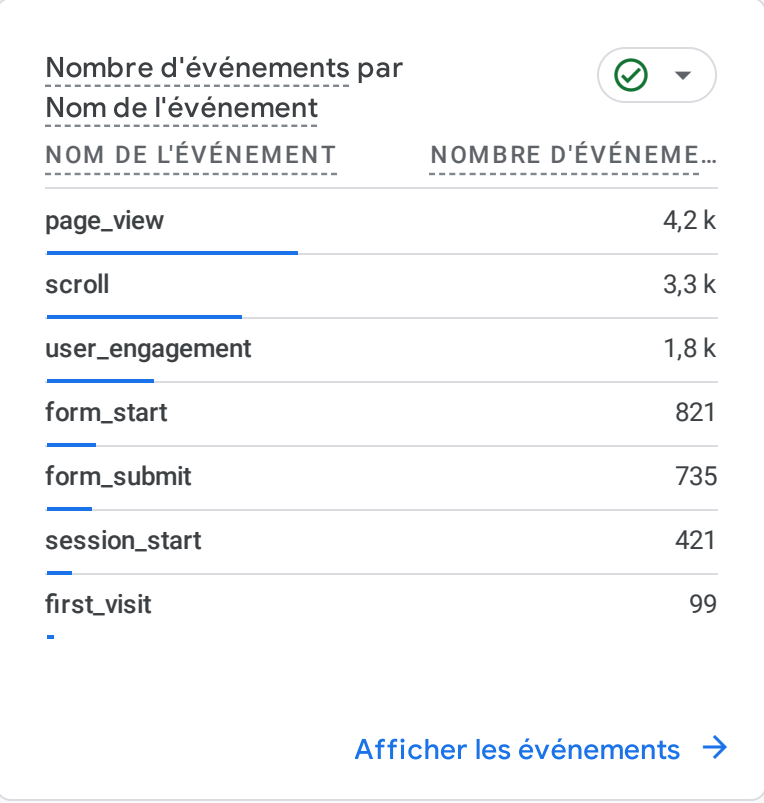 Nombre d'événements par
Nom de l'événement
NOM DE L'ÉVÉNEMENT NOMBRE D'ÉVÉNEME…
page_view 4,2 k
scroll 3,3 k
user_engagement 1,8 k
form_start 821
form_submit 735
session_start 421
first_visit 99
Afficher les événements